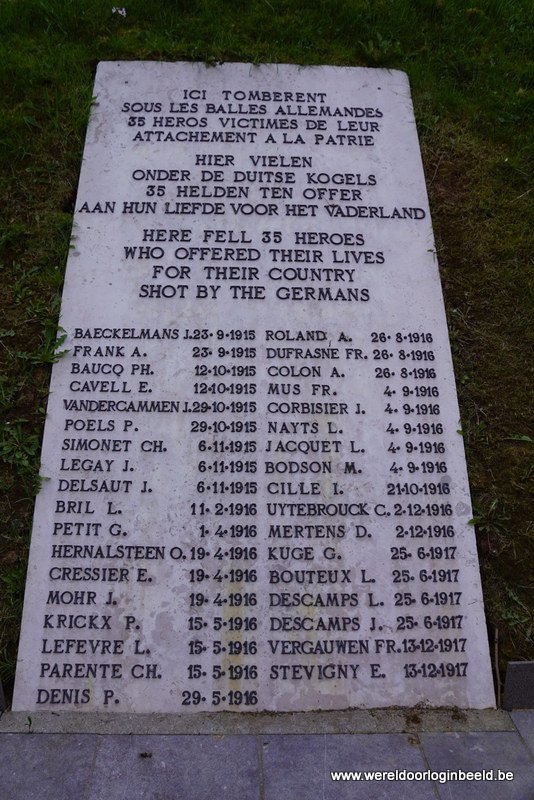 ICI TOMBERENT
SOUS LES BALLES ALLEMANDES
35 HEROS VICTIMES DE LEUR
ATTACHEMENT A LA PATRIE
HIER VIELEN
ONDER DE DUITSE KOGELS
35 HELDEN TEN OFFER
AAN HUN LIEFDE VOOR HET VADERLAND
HERE FELL 35 HEROES
WHO OFFERED THEIR LIVES
FOR THEIR COUNTRY
SHOT BY THE GERMANS
BAECKELMANS J. 23·9·1915
FRANK A. 23·9·1915
BAUCQ PH. 12·10·1915
CAVELL E. 12·10·1915
VANDERCAMMEN J. 29·10·1915
POELS P. 29·10·1915
SIMONET CH. 6·11·1915
LEGAY J. 6·11·1915
DELSAUT J. 6·11·1915
BRIL L. 11·2·1916
PETIT G. 1·4·1916
HERNALSTEEN O. 19·4·1916
CRESSIER E. 19·4·1916
MOHR J. 19·4·1916
KRICKX P. 15·5·1916
LEFEVRE L. 15·5·1916
PARENTE CH. 15·5·1916
DENIS P. 29·5·1916
ROLAND A. 26·8·1916
DUFRASNE FR. 26·8·1916
COLON A. 26·8·1916
MUS FR. 4·9·1916
CORBISIER J. 4·9·1916
NAYTS L. 4·9·1916
JACQUET L. 4·9·1916
BODSON M. 4·9·1916
CILLE I. 21·10·1916
UYTEBROUCK C. 2·12·1916
MERTENS D. 2·12·1916
KUGE G. 25·6·1917
BOUTEUX L. 25·6·1917
DESCAMPS L. 25·6·1917
DESCAMPS J. 25·6·1917
VERGAUWEN FR. 13·12·1917
STEVIGNY E. 13·12·1917
www.wereldoorloginbeeld.be